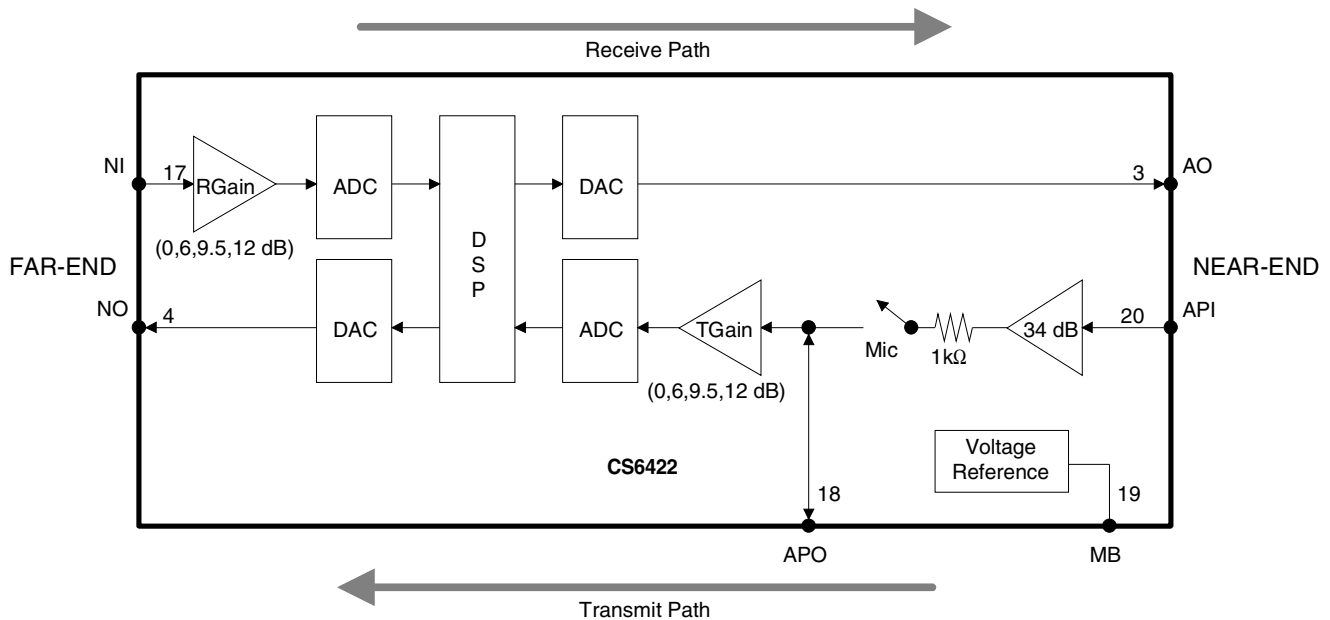 Receive Path
NI
17
RGain
ADC
DAC
3
AO
(0,6,9.5,12 dB)
D
S
P
FAR-END
NEAR-END
NO
4
DAC
ADC
TGain
Mic
1kΩ
34 dB
20
API
(0,6,9.5,12 dB)
CS6422
Voltage
Reference
18
19
APO
MB
Transmit Path